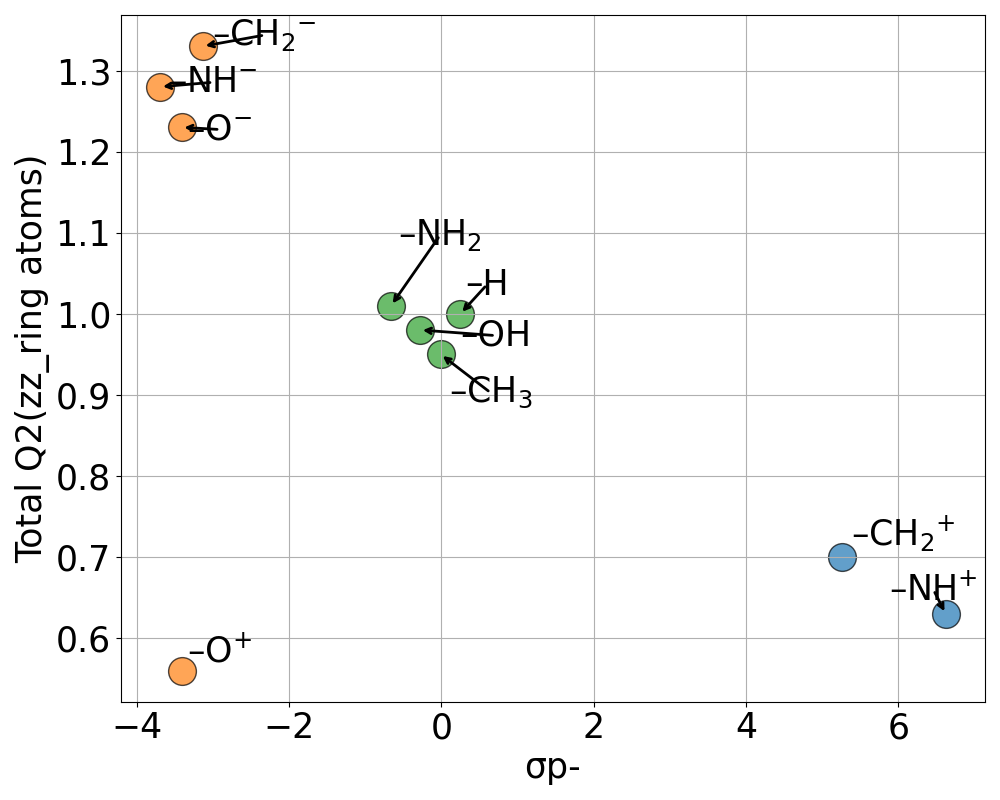 –CH₂⁻
–NH⁻
–O⁻
–NH₂
–H
–OH
–CH₃
–CH₂⁺
–NH⁺
–O⁺
1.3
1.2
1.1
1.0
0.9
0.8
0.7
0.6
−4 −2 0 2 4 6
σp-
Total Q2(zz_ring atoms)